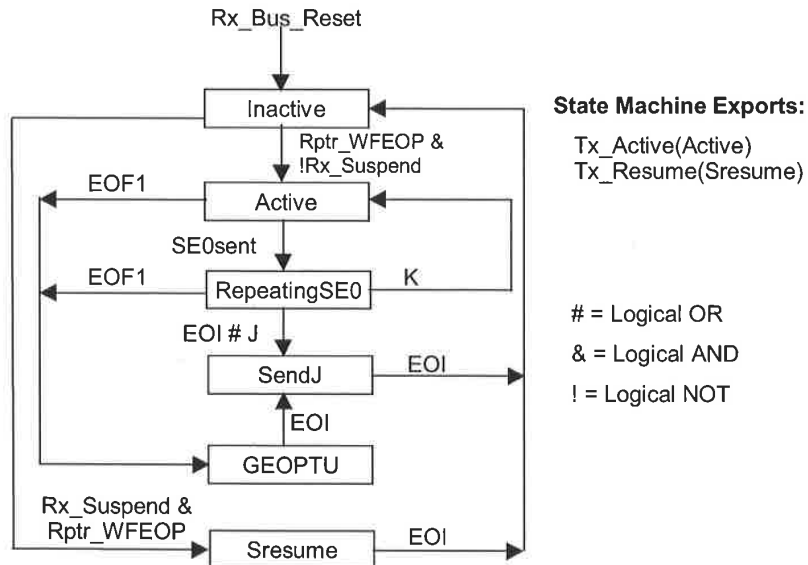 Rx_Bus_Reset
Inactive
Rptr_WFEOP &
!Rx_Suspend
EOF1
Active
SE0sent
EOF1
RepeatingSE0
K
EOI # J
SendJ
EOI
EOI
GEOPTU
Rx_Suspend &
Rptr_WFEOP
Sresume
EOI
State Machine Exports:
Tx_Active(Active)
Tx_Resume(Sresume)
# = Logical OR
& = Logical AND
! = Logical NOT